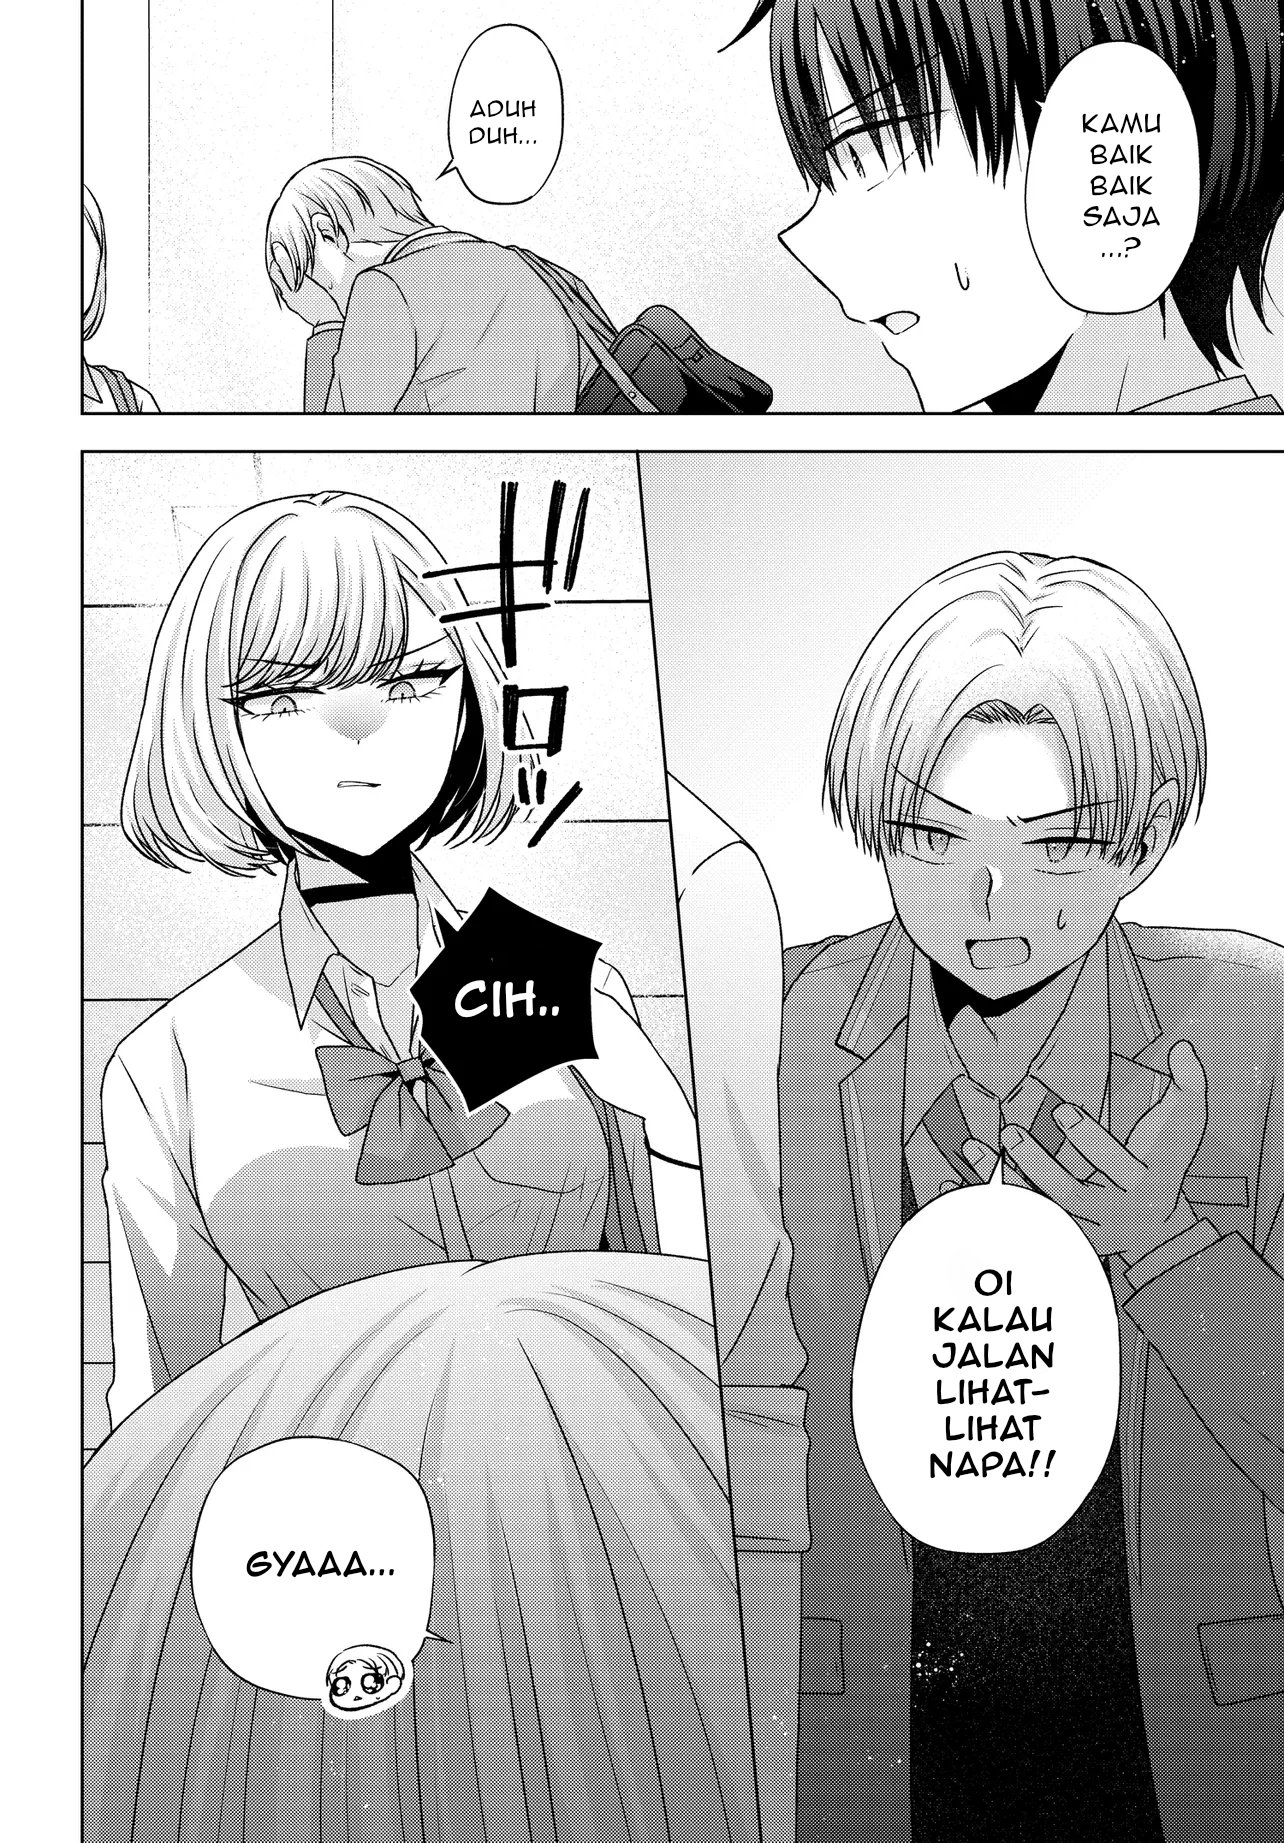 KAMU
BAIK
BAIK
SAJA
...?
ADUH
DUH...
OI
KALAU
JALAN
LIHAT-
LIHAT
NAPA!!
ギロッ
CIH..
GYAAA...